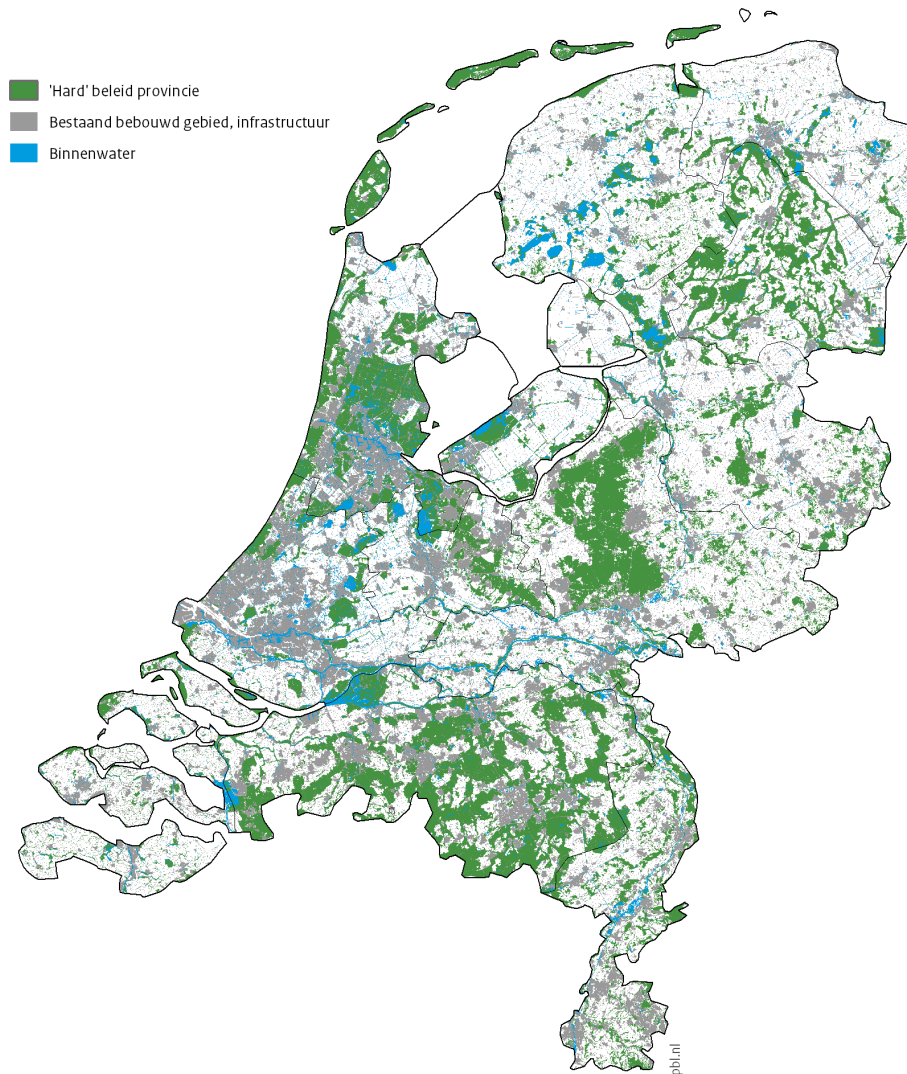 'Hard' beleid provincie
Bestaand bebouwd gebied, infrastructuur
Binnenwater
pbl.nl